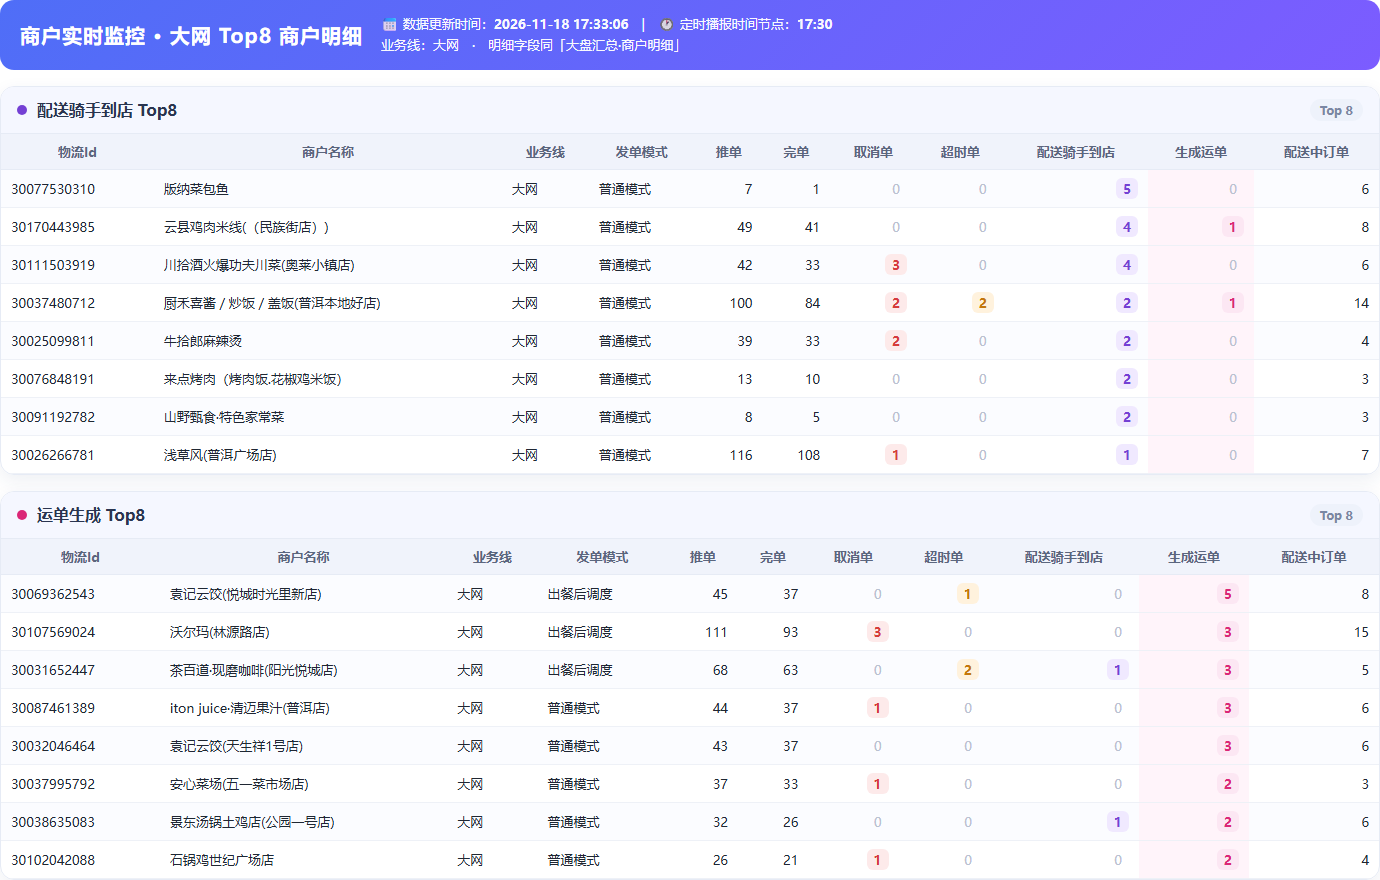 商户实时监控 · 大网 Top8 商户明细
数据更新时间：2026-11-18 17:33:06 | 定时播报时间节点：17:30
业务线：大网 · 明细字段同「大盘汇总·商户明细」
配送骑手到店 Top8 Top 8
物流Id 商户名称 业务线 发单模式 推单 完单 取消单 超时单 配送骑手到店 生成运单 配送中订单
30077530310 版纳菜包鱼 大网 普通模式 7 1 0 0 5 0 6
30170443985 云县鸡肉米线(（民族街店）) 大网 普通模式 49 41 0 0 4 1 8
30111503919 川拾酒火爆功夫川菜(奥莱小镇店) 大网 普通模式 42 33 3 0 4 0 6
30037480712 厨禾喜酱 / 炒饭 / 盖饭(普洱本地好店) 大网 普通模式 100 84 2 2 2 1 14
30025099811 牛拾郎麻辣烫 大网 普通模式 39 33 2 0 2 0 4
30076848191 来点烤肉（烤肉饭.花椒鸡米饭） 大网 普通模式 13 10 0 0 2 0 3
30091192782 山野甄食·特色家常菜 大网 普通模式 8 5 0 0 2 0 3
30026266781 浅草风(普洱广场店) 大网 普通模式 116 108 1 0 1 0 7
运单生成 Top8 Top 8
物流Id 商户名称 业务线 发单模式 推单 完单 取消单 超时单 配送骑手到店 生成运单 配送中订单
30069362543 袁记云饺(悦城时光里新店) 大网 出餐后调度 45 37 0 1 0 5 8
30107569024 沃尔玛(林源路店) 大网 出餐后调度 111 93 3 0 0 3 15
30031652447 茶百道·现磨咖啡(阳光悦城店) 大网 出餐后调度 68 63 0 2 1 3 5
30087461389 iton juice·清迈果汁(普洱店) 大网 普通模式 44 37 1 0 0 3 6
30032046464 袁记云饺(天生祥1号店) 大网 普通模式 43 37 0 0 0 3 6
30037995792 安心菜场(五一菜市场店) 大网 普通模式 37 33 1 0 0 2 3
30038635083 景东汤锅土鸡店(公园一号店) 大网 普通模式 32 26 0 0 1 2 6
30102042088 石锅鸡世纪广场店 大网 普通模式 26 21 1 0 0 2 4